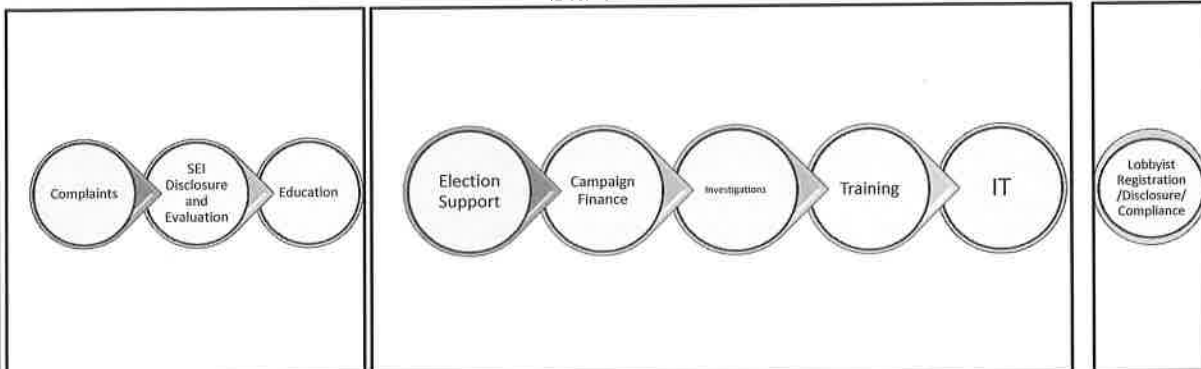 Complaints
SEI
Disclosure
and
Evaluation
Education
Election
Support
Campaign
Finance
Investigations
Training
IT
Lobbyist
Registration
/Disclosure/
Compliance